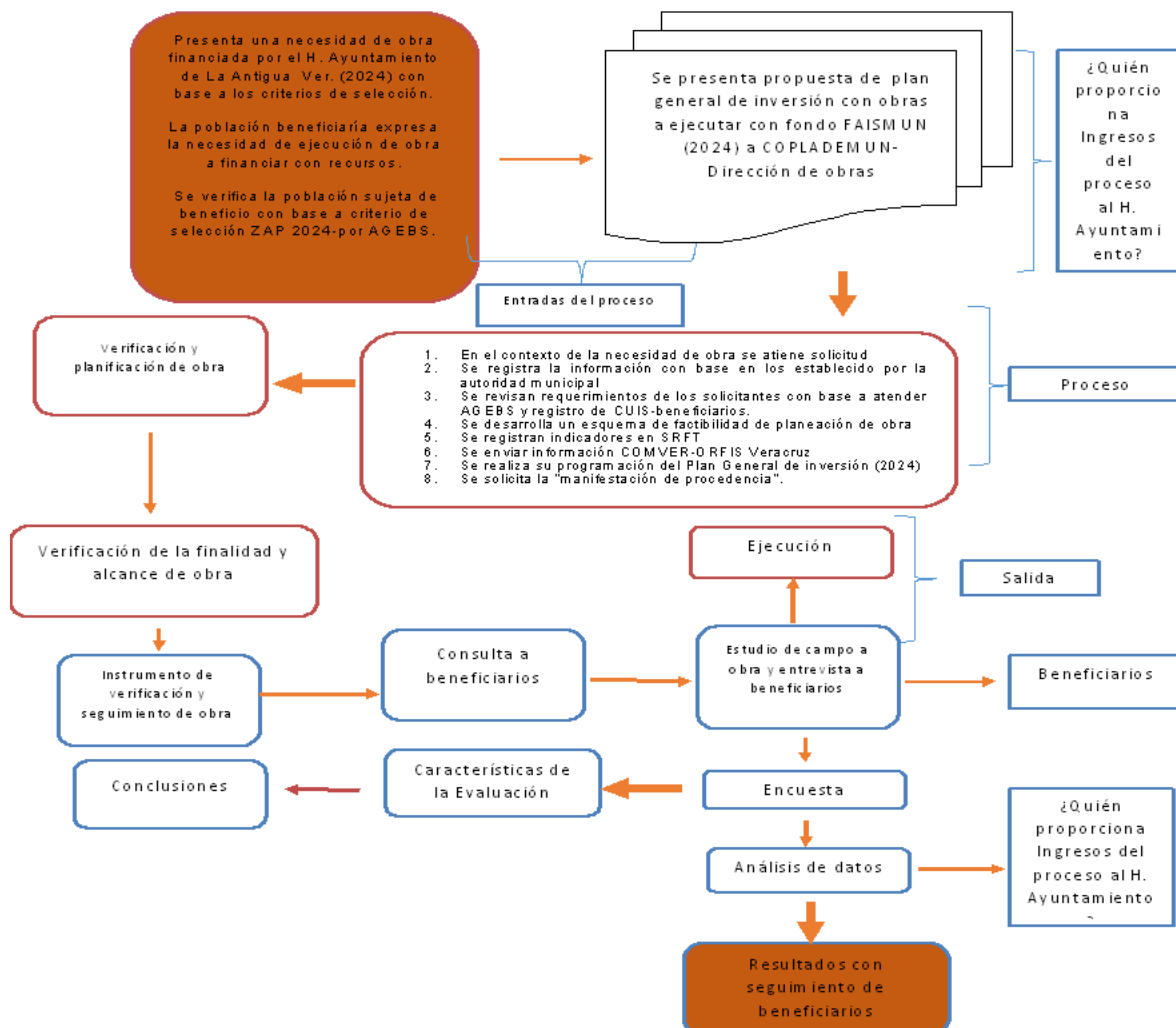 Presenta una necesidad de obra
financiada por el H. Ayuntamiento
de La Antigua Ver. (2024) con
base a los criterios de selección.
La población beneficiaría expresa
la necesidad de ejecución de obra
a financiar con recursos.
Se verifica la población sujeta de
beneficio con base a criterio de
selección ZAP 2024-por AGEBS.
Se presenta propuesta de plan
general de inversión con obras
a ejecutar con fondo FAISMUN
(2024) a COPLADEMUN-
Dirección de obras
¿Quién
proporcio
na
Ingresos
del
proceso
al H.
Ayuntami
ento?
Entradas del proceso
Verificación y
planificación de obra
1. En el contexto de la necesidad de obra se atiene solicitud
2. Se registra la información con base en los establecido por la
autoridad municipal
3. Se revisan requerimientos de los solicitantes con base a atender
AGEBS y registro de CUIS-beneficiarios.
4. Se desarrolla un esquema de factibilidad de planeación de obra
5. Se registran indicadores en SRFT
6. Se enviar información COMVER-ORFIS Veracruz
7. Se realiza su programación del Plan General de inversión (2024)
8. Se solicita la "manifestación de procedencia".
Proceso
Verificación de la finalidad y
alcance de obra
Ejecución
Salida
Instrumento de
verificación y
seguimiento de obra
Consulta a
beneficiarios
Estudio de campo a
obra y entrevista a
beneficiarios
Beneficiarios
Conclusiones
Características de
la Evaluación
Encuesta
Análisis de datos
¿Quién
proporciona
Ingresos del
proceso al H.
Ayuntamiento
Resultados con
seguimiento de
beneficiarios